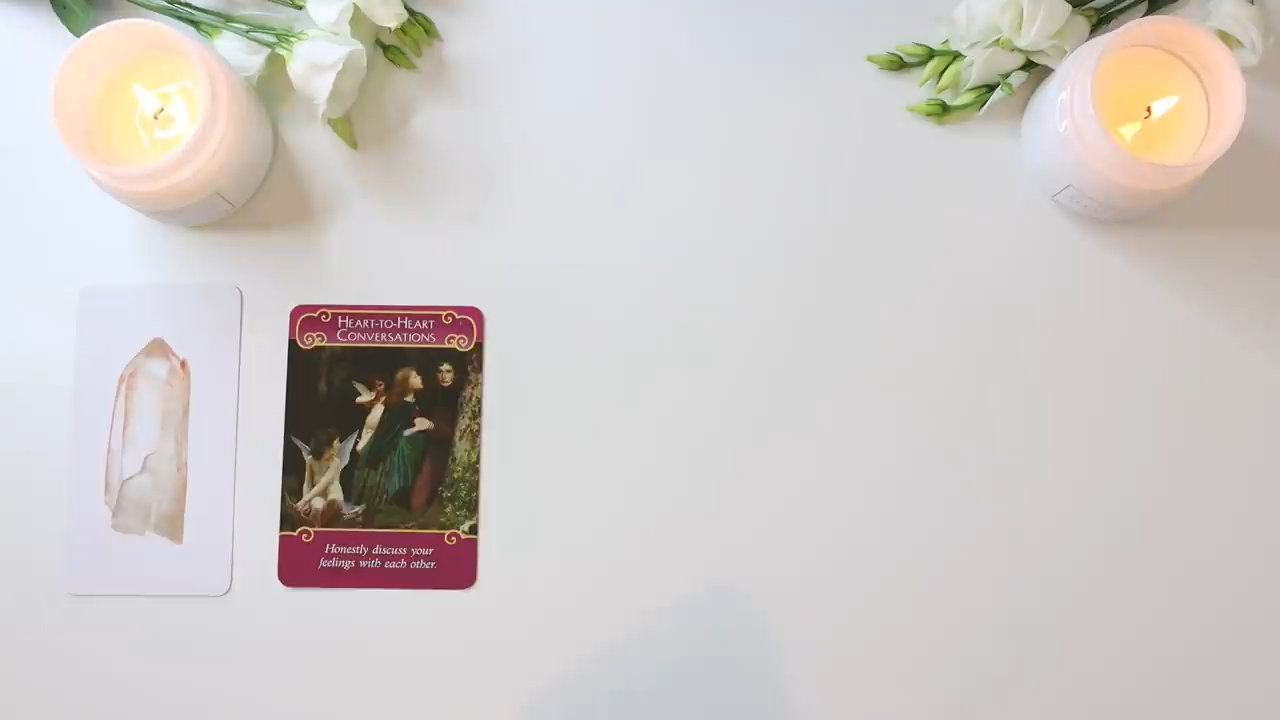 Heart-to-Heart
Conversations
Honestly discuss your
feelings with each other.